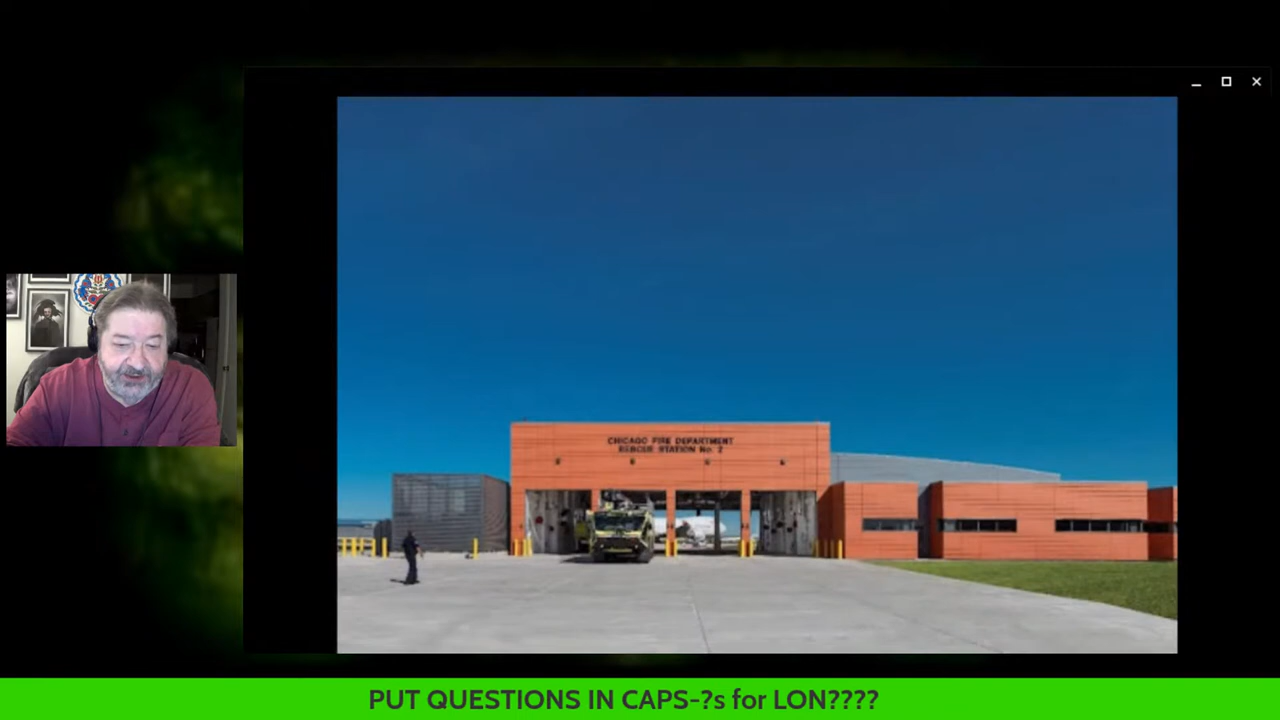 CHICAGO FIRE DEPARTMENT
RESCUE STATION No. 2
PUT QUESTIONS IN CAPS-?s for LON????